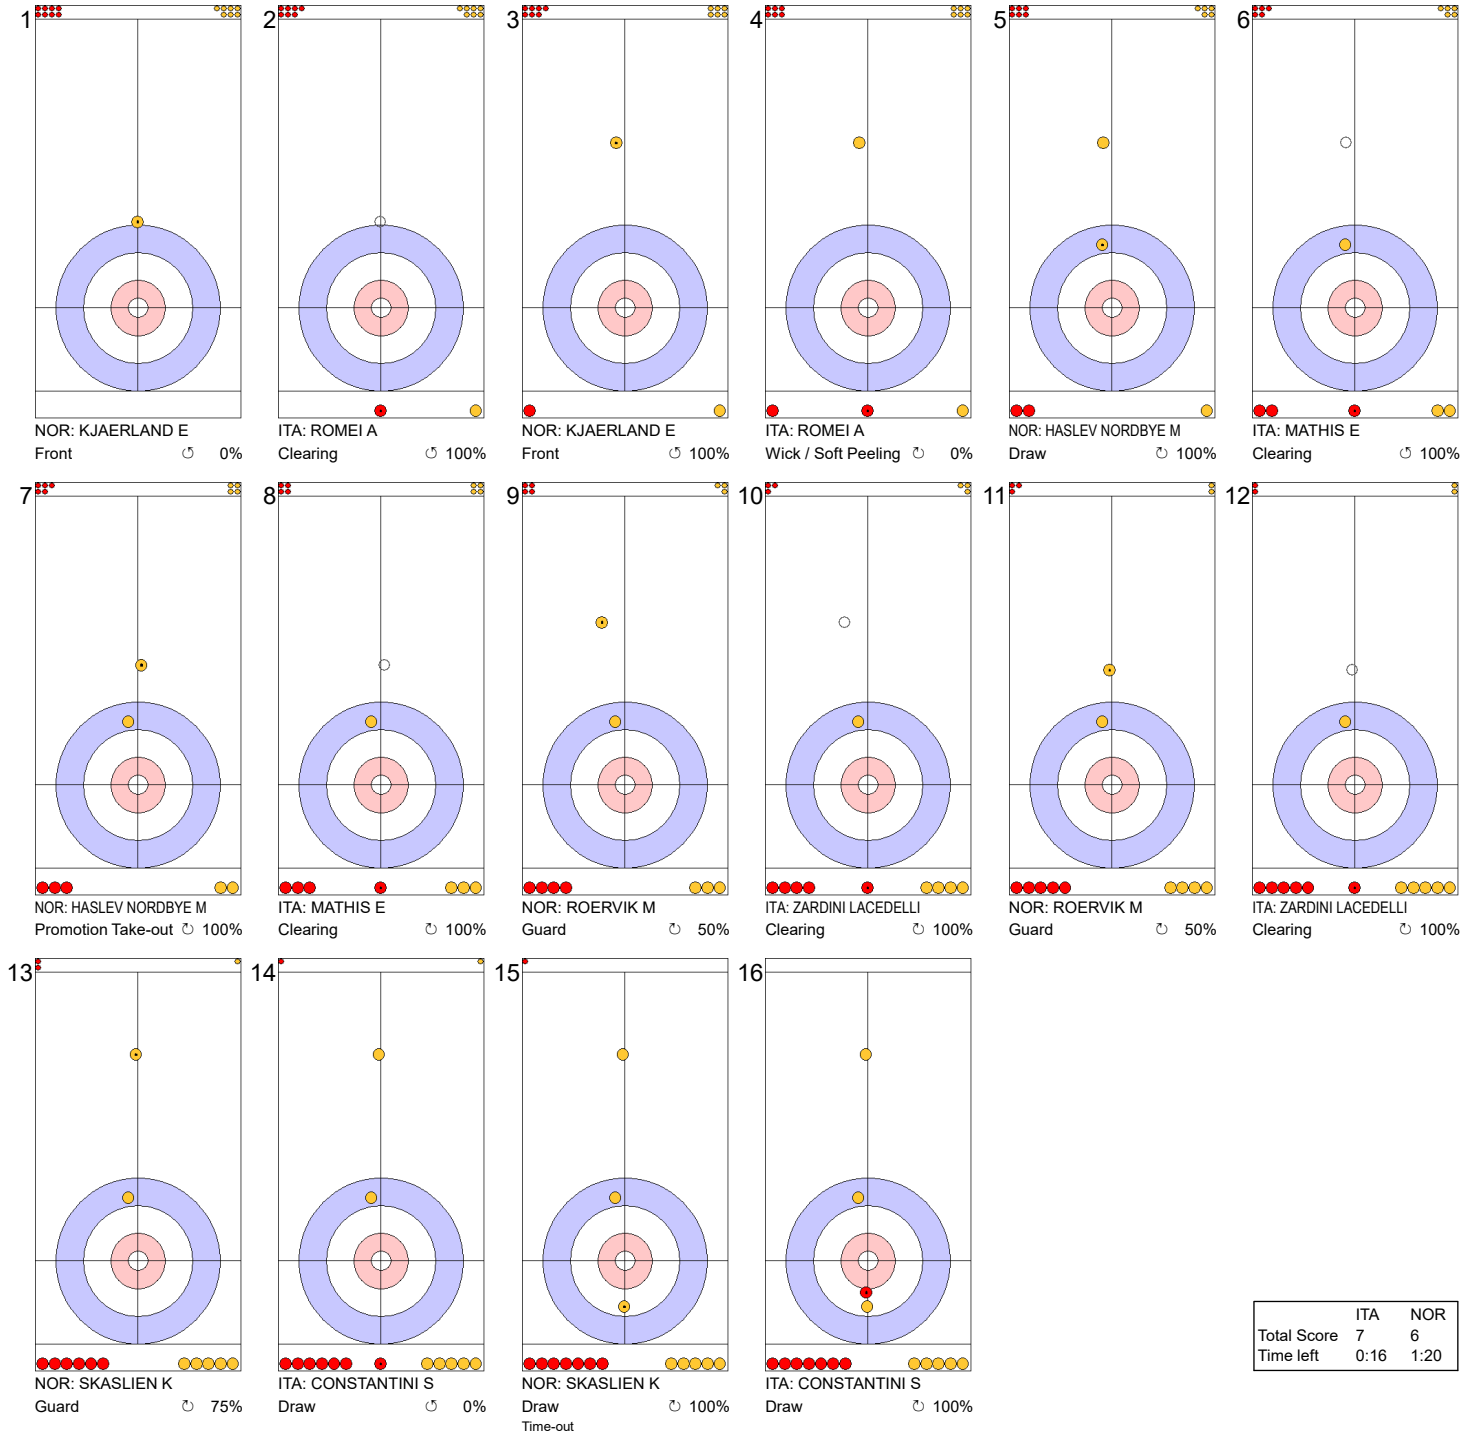 1
NOR: KJAERLAND E
Front ↺ 0%
2
ITA: ROMEI A
Clearing ↺ 100%
3
NOR: KJAERLAND E
Front ↺ 100%
4
ITA: ROMEI A
Wick / Soft Peeling ↻ 0%
5
NOR: HASLEV NORDBYE M
Draw ↺ 100%
6
ITA: MATHIS E
Clearing ↺ 100%
7
NOR: HASLEV NORDBYE M
Promotion Take-out ↻ 100%
8
ITA: MATHIS E
Clearing ↻ 100%
9
NOR: ROERVIK M
Guard ↻ 50%
10
ITA: ZARDINI LACEDELLI
Clearing ↻ 100%
11
NOR: ROERVIK M
Guard ↻ 50%
12
ITA: ZARDINI LACEDELLI
Clearing ↻ 100%
13
NOR: SKASLIEN K
Guard ↻ 75%
14
ITA: CONSTANTINI S
Draw ↺ 0%
15
NOR: SKASLIEN K
Draw ↻ 100%
Time-out
16
ITA: CONSTANTINI S
Draw ↻ 100%
ITA NOR
Total Score 7 6
Time left 0:16 1:20